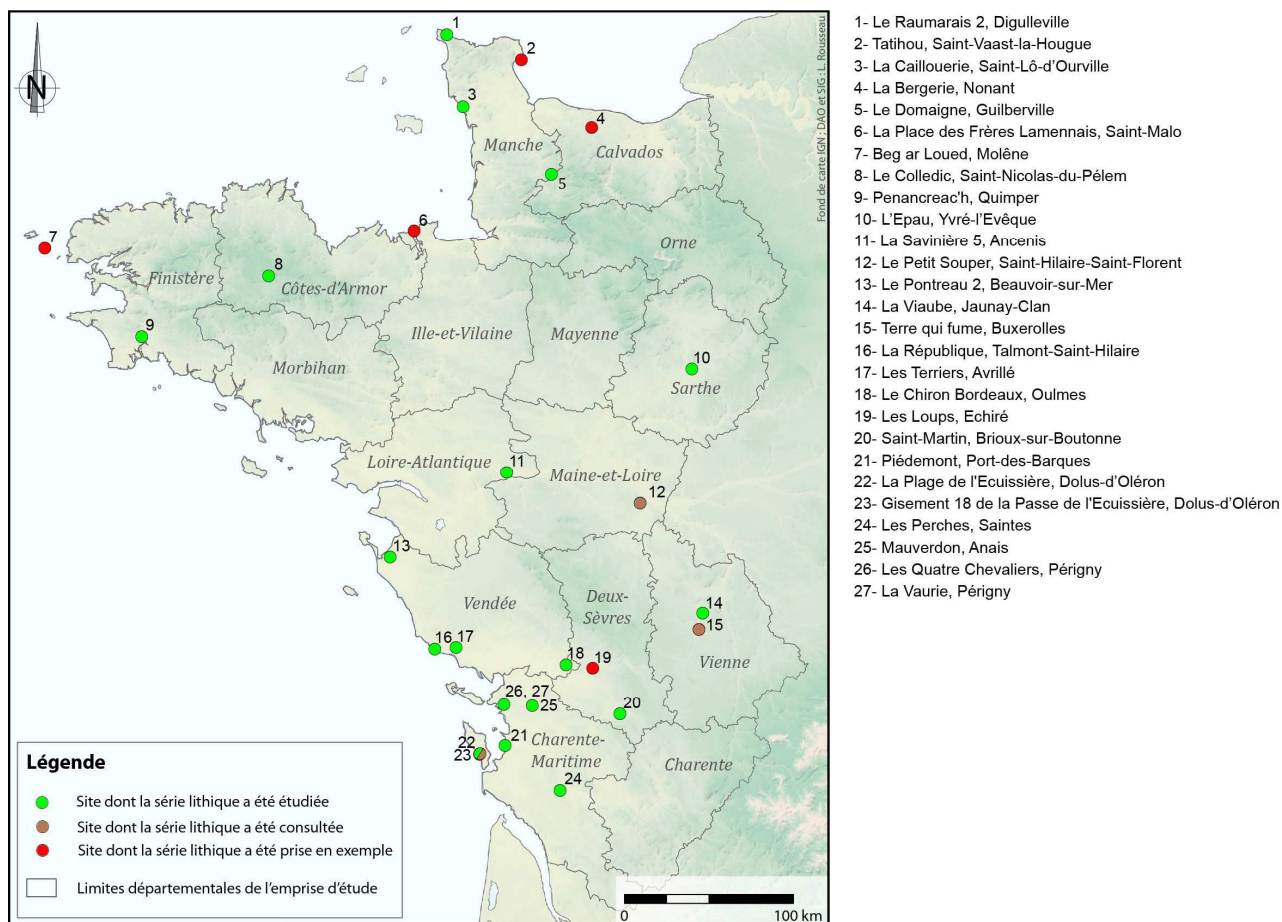 N
1
2
3
4
Manche
Calvados
5
6
Orne
7
8
Finistère
Côtes-d'Armor
9
Ille-et-Vilaine
Mayenne
Morbihan
10
Sarthe
Loire-Atlantique
11
Maine-et-Loire
12
13
14
Vendée
Deux-
Sèvres
15
16 17
18
19
Vienne
26, 27
25
20
22
23
21
Charente-
Maritime
Charente
24
Fond de carte IGN ; DAO et SIG : L. Rousseau
Légende
Site dont la série lithique a été étudiée
Site dont la série lithique a été consultée
Site dont la série lithique a été prise en exemple
Limites départementales de l'emprise d'étude
0 100 km
1- Le Raumarais 2, Digulleville
2- Tatihou, Saint-Vaast-la-Hougue
3- La Caillouerie, Saint-Lô-d'Ourville
4- La Bergerie, Nonant
5- Le Domaigne, Guilberville
6- La Place des Frères Lamennais, Saint-Malo
7- Beg ar Loued, Molêne
8- Le Colledic, Saint-Nicolas-du-Pélem
9- Penancreac'h, Quimper
10- L'Epau, Yvré-l'Evêque
11- La Savinière 5, Ancenis
12- Le Petit Souper, Saint-Hilaire-Saint-Florent
13- Le Pontreau 2, Beauvoir-sur-Mer
14- La Viaube, Jaunay-Clan
15- Terre qui fume, Buxerolles
16- La République, Talmont-Saint-Hilaire
17- Les Terriers, Avrillé
18- Le Chiron Bordeaux, Oulmes
19- Les Loups, Echiré
20- Saint-Martin, Brioux-sur-Boutonne
21- Piédemont, Port-des-Barques
22- La Plage de l'Ecuissière, Dolus-d'Oléron
23- Gisement 18 de la Passe de l'Ecuissière, Dolus-d'Oléron
24- Les Perches, Saintes
25- Mauverdon, Anais
26- Les Quatre Chevaliers, Périgny
27- La Vaurie, Périgny